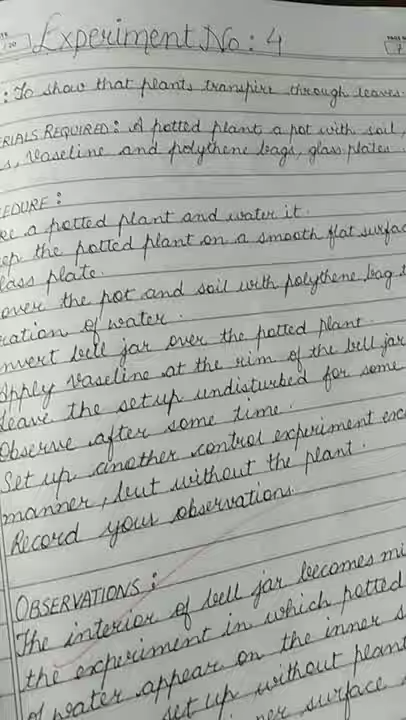 Experiment No: 4
: To show that plants transpire through leaves.
RIALS REQUIRED: A potted plant, a pot with soil,
s, vaseline and polythene bags, glass plates
EDURE:
ke a potted plant and water it.
ep the potted plant on a smooth flat surfac
lass plate.
over the pot and soil with polythene bag t
ration of water.
nvert bell jar over the potted plant.
Apply vaseline at the rim of the bell jar
Leave the setup undisturbed for some
Observe after some time.
Set up another control experiment exa
manner, but without the plant.
Record your observations.
OBSERVATIONS:
The interior of bell jar becomes mi
the experiment in which potted
of water appear on the inner s
set up without plant
ner surface